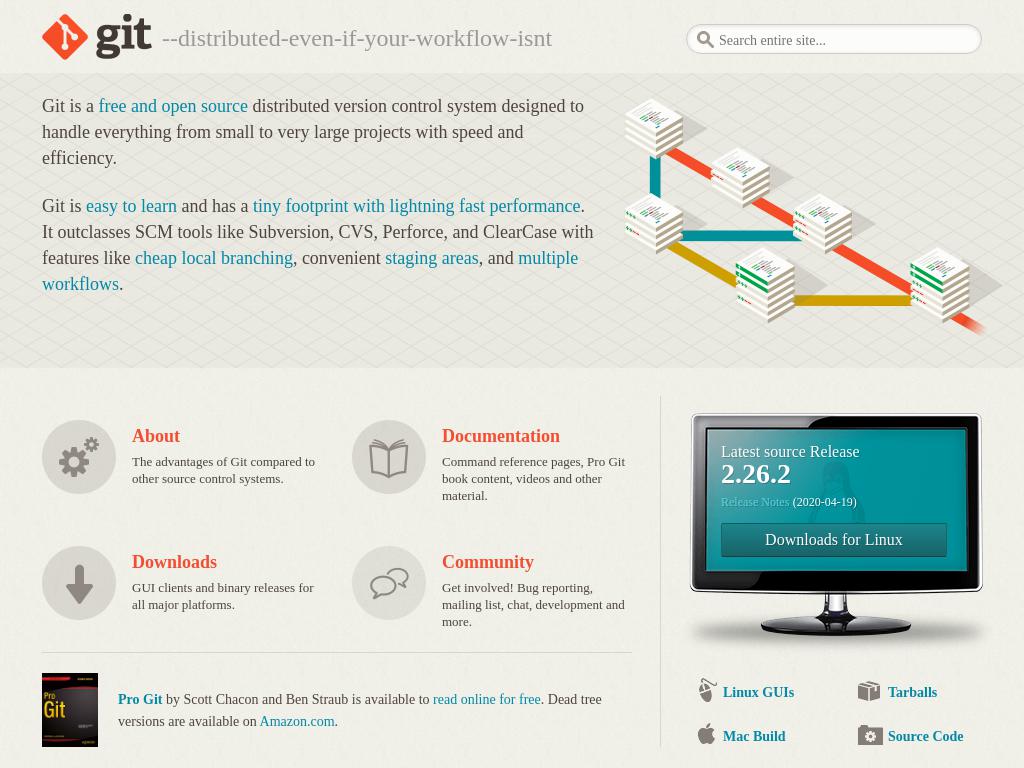 git --distributed-even-if-your-workflow-isnt
Search entire site...
Git is a free and open source distributed version control system designed to
handle everything from small to very large projects with speed and
efficiency.
Git is easy to learn and has a tiny footprint with lightning fast performance.
It outclasses SCM tools like Subversion, CVS, Perforce, and ClearCase with
features like cheap local branching, convenient staging areas, and multiple
workflows.
About
The advantages of Git compared to
other source control systems.
Documentation
Command reference pages, Pro Git
book content, videos and other
material.
Downloads
GUI clients and binary releases for
all major platforms.
Community
Get involved! Bug reporting,
mailing list, chat, development and
more.
Pro
Git
Pro Git by Scott Chacon and Ben Straub is available to read online for free. Dead tree
versions are available on Amazon.com.
Latest source Release
2.26.2
Release Notes (2020-04-19)
Downloads for Linux
Linux GUIs
Tarballs
Mac Build
Source Code